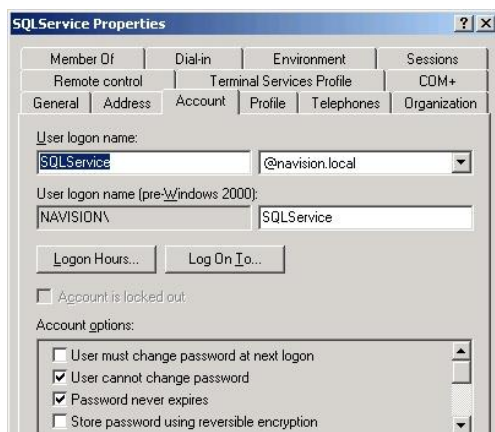 SQLService Properties
Member Of Dial-in Environment Sessions
Remote control Terminal Services Profile COM+
General Address Account Profile Telephones Organization
User logon name:
SQLService @navision.local
User logon name (pre-Windows 2000):
NAVISION\ SQLService
Logon Hours... Log On To...
Account is locked out
Account options:
User must change password at next logon
User cannot change password
Password never expires
Store password using reversible encryption